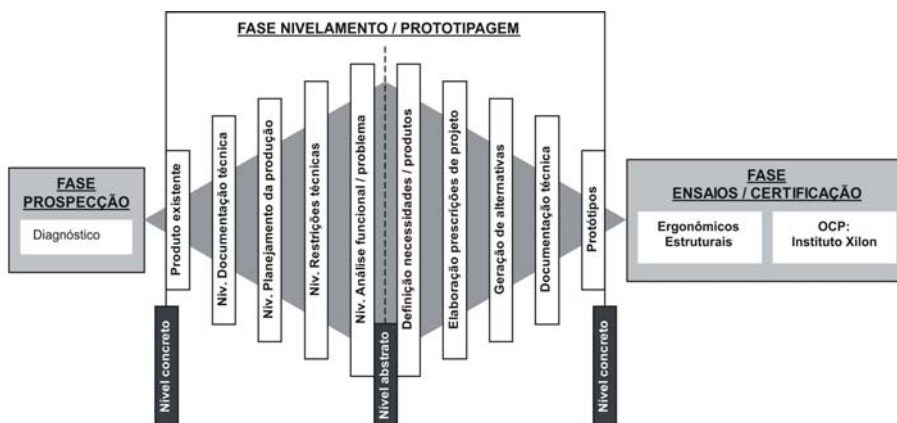 FASE NIVELAMENTO / PROTOTIPAGEM
FASE
PROSPECÇÃO
Diagnóstico
Produto existente
Niv. Documentação técnica
Niv. Planejamento da produção
Niv. Restrições técnicas
Niv. Análise funcional / problema
Definição necessidades / produtos
Elaboração prescrições de projeto
Geração de alternativas
Documentação técnica
Protótipos
FASE
ENSAIOS / CERTIFICAÇÃO
Ergonômicos
Estruturais
OCP:
Instituto Xilon
Nível concreto
Nível abstrato
Nível concreto